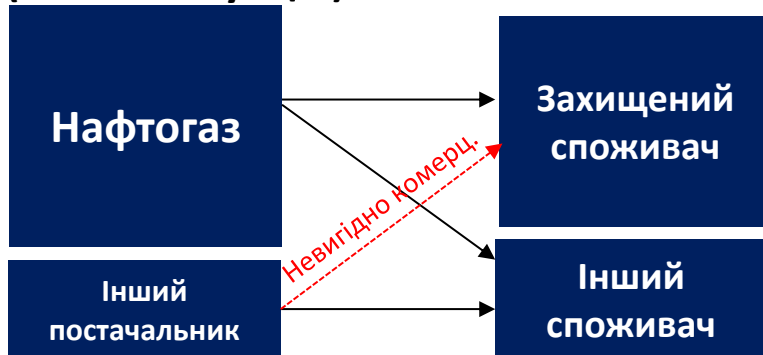 Нафтогаз
Захищений
споживач
Невигідно комерц.
Інший
постачальник
Інший
споживач